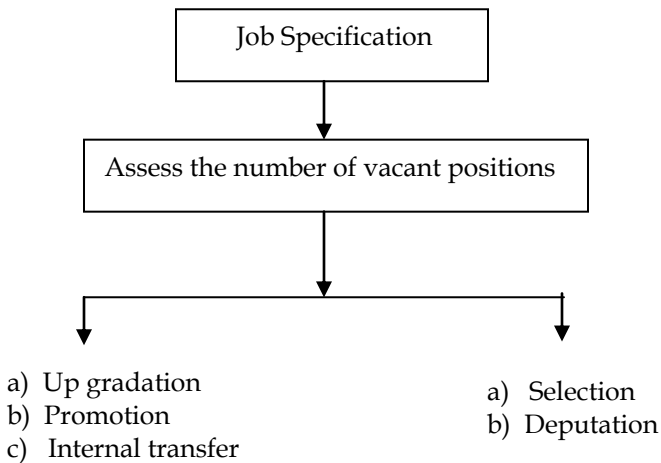 Job Specification
Assess the number of vacant positions
a) Up gradation
b) Promotion
c) Internal transfer
a) Selection
b) Deputation